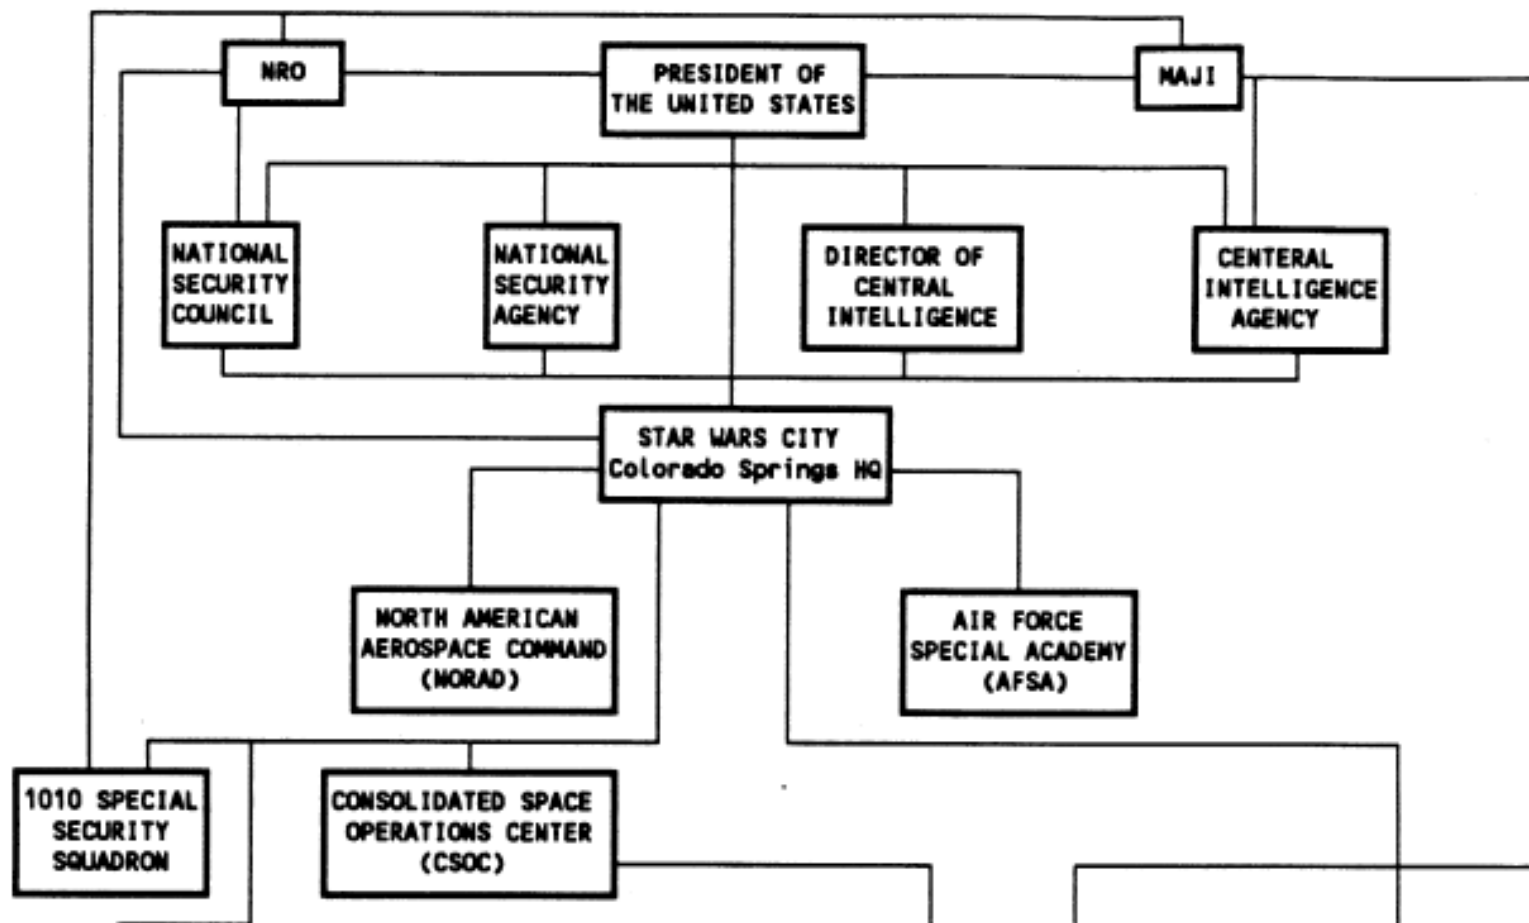 NRO
PRESIDENT OF
THE UNITED STATES
MAJI
NATIONAL
SECURITY
COUNCIL
NATIONAL
SECURITY
AGENCY
DIRECTOR OF
CENTRAL
INTELLIGENCE
CENTERAL
INTELLIGENCE
AGENCY
STAR WARS CITY
Colorado Springs HQ
NORTH AMERICAN
AEROSPACE COMMAND
(NORAD)
AIR FORCE
SPECIAL ACADEMY
(AFSA)
1010 SPECIAL
SECURITY
SQUADRON
CONSOLIDATED SPACE
OPERATIONS CENTER
(CSOC)